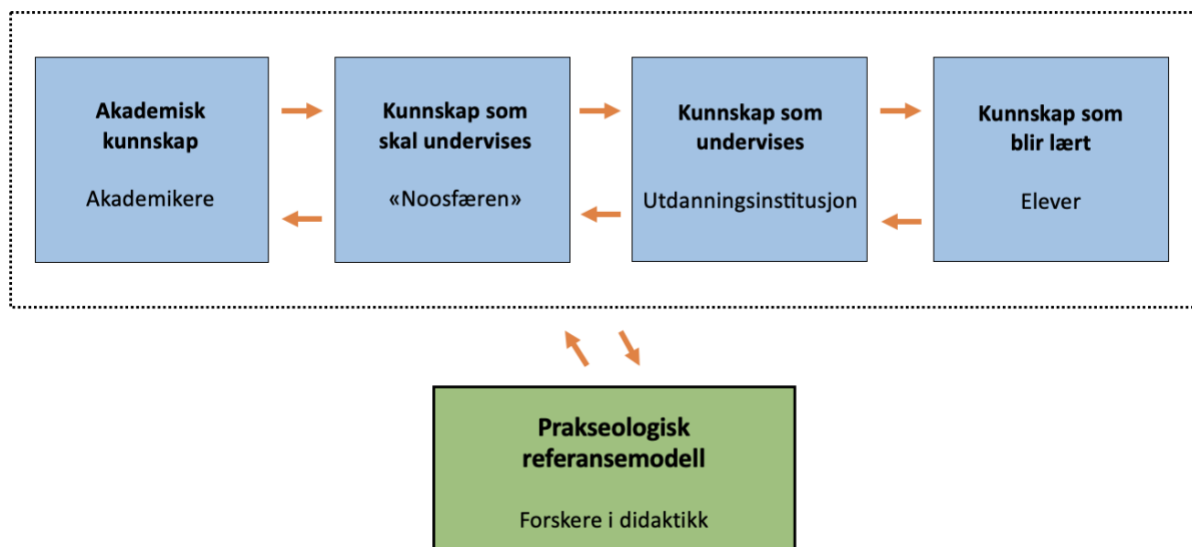 Akademisk
kunnskap
Akademikere
Kunnskap som
skal undervises
«Noosfæren»
Kunnskap som
undervises
Utdanningsinstitusjon
Kunnskap som
blir lært
Elever
Prakseologisk
referansemodell
Forskere i didaktikk